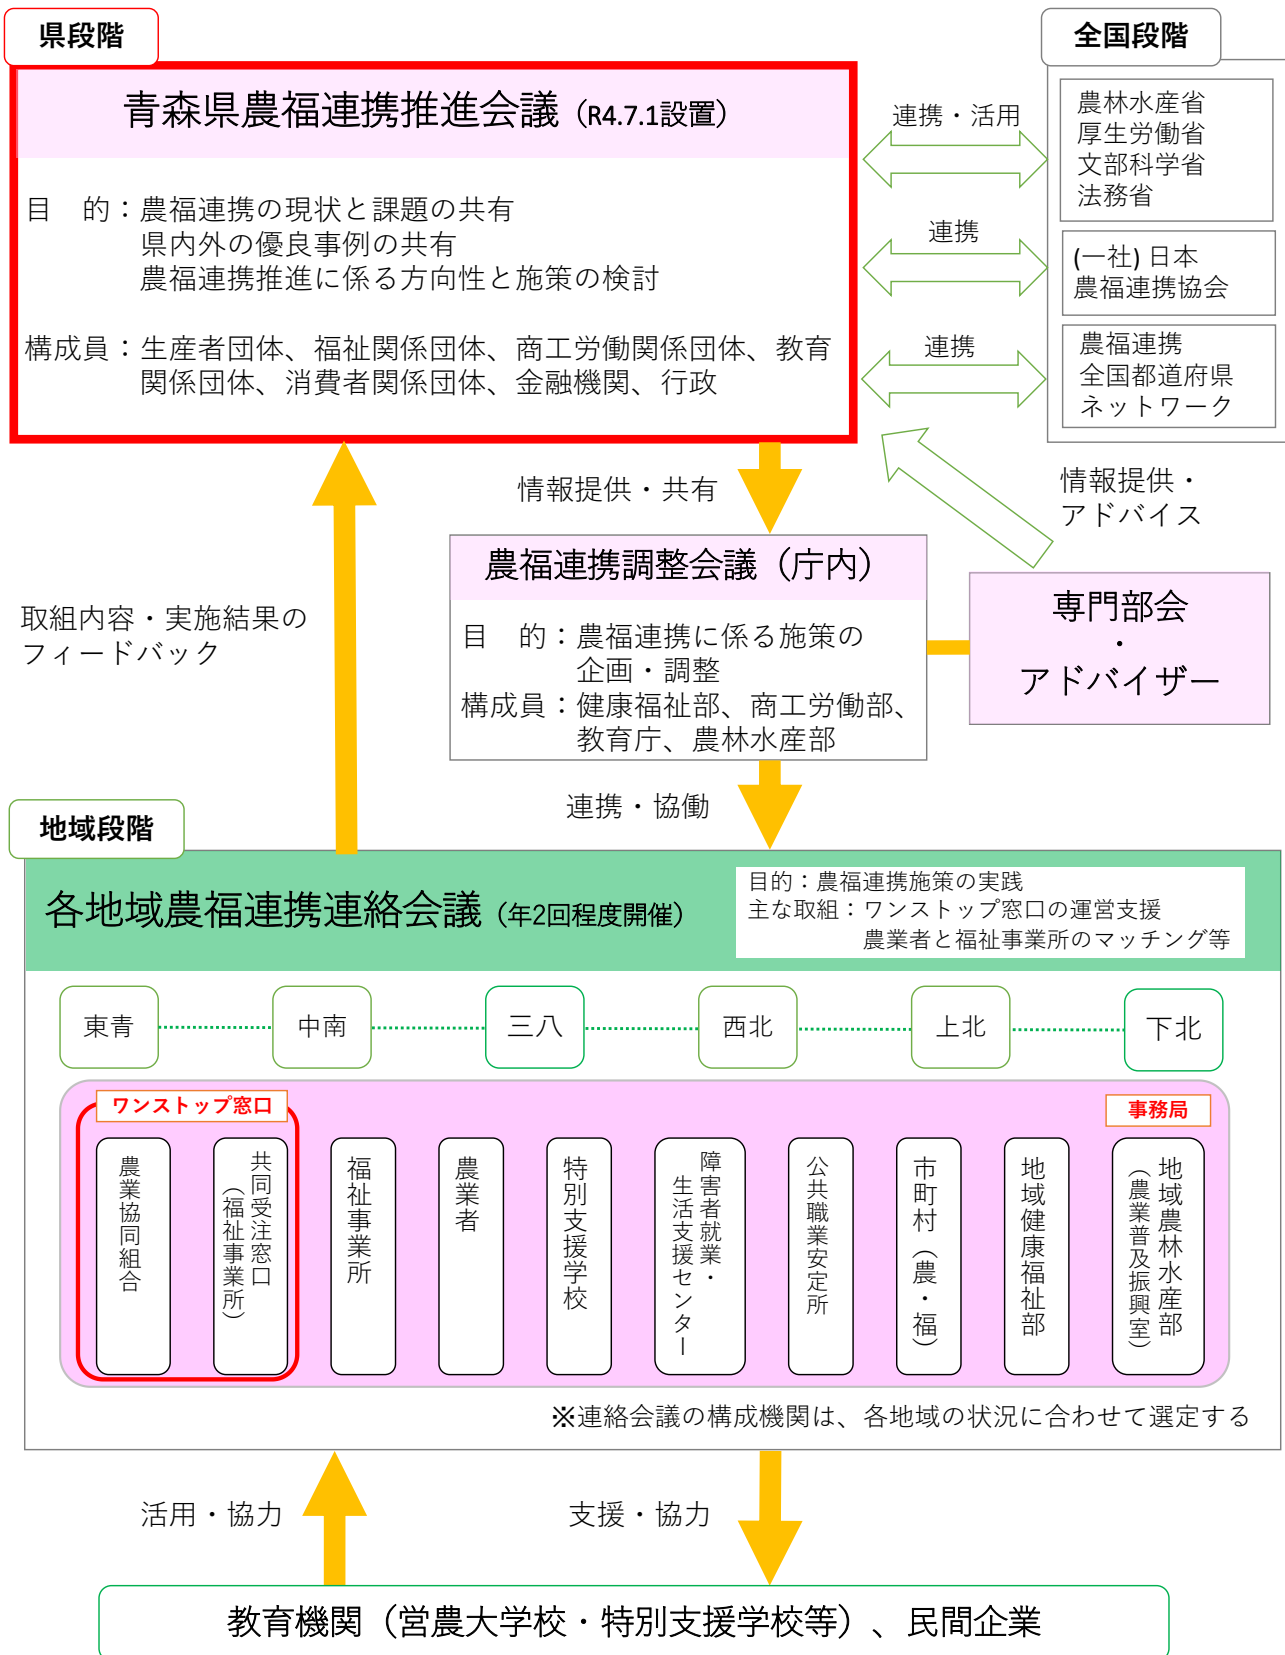 県段階
青森県農福連携推進会議（R4.7.1設置）
目　的：農福連携の現状と課題の共有
県内外の優良事例の共有
農福連携推進に係る方向性と施策の検討
構成員：生産者団体、福祉関係団体、商工労働関係団体、教育
関係団体、消費者関係団体、金融機関、行政
全国段階
連携・活用
農林水産省
厚生労働省
文部科学省
法務省
連携
(一社) 日本
農福連携協会
連携
農福連携
全国都道府県
ネットワーク
情報提供・共有
情報提供・
アドバイス
農福連携調整会議（庁内）
目　的：農福連携に係る施策の
企画・調整
構成員：健康福祉部、商工労働部、
教育庁、農林水産部
専門部会
・
アドバイザー
取組内容・実施結果の
フィードバック
連携・協働
地域段階
各地域農福連携連絡会議（年2回程度開催）
目的：農福連携施策の実践
主な取組：ワンストップ窓口の運営支援
農業者と福祉事業所のマッチング等
東青
中南
三八
西北
上北
下北
ワンストップ窓口
事務局
農業協同組合
共同受注窓口
（福祉事業所）
福祉事業所
農業者
特別支援学校
障害者就業・
生活支援センター
公共職業安定所
市町村（農・福）
地域健康福祉部
地域農林水産部
（農業普及振興室）
※連絡会議の構成機関は、各地域の状況に合わせて選定する
活用・協力
支援・協力
教育機関（営農大学校・特別支援学校等）、民間企業